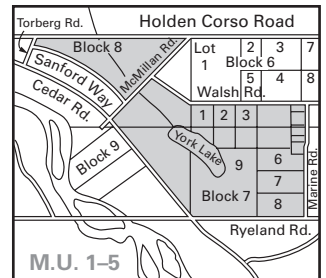 Torberg Rd.
Holden Corso Road
Block 8
McMillan Rd.
Lot 1
2 3 7
Block 6
5 4 8
Sanford Way
Walsh Rd.
Cedar Rd.
1 2 3
York Lake
Block 9
9
6
7
Block 7
8
Marine Rd.
Ryeland Rd.
M.U. 1–5